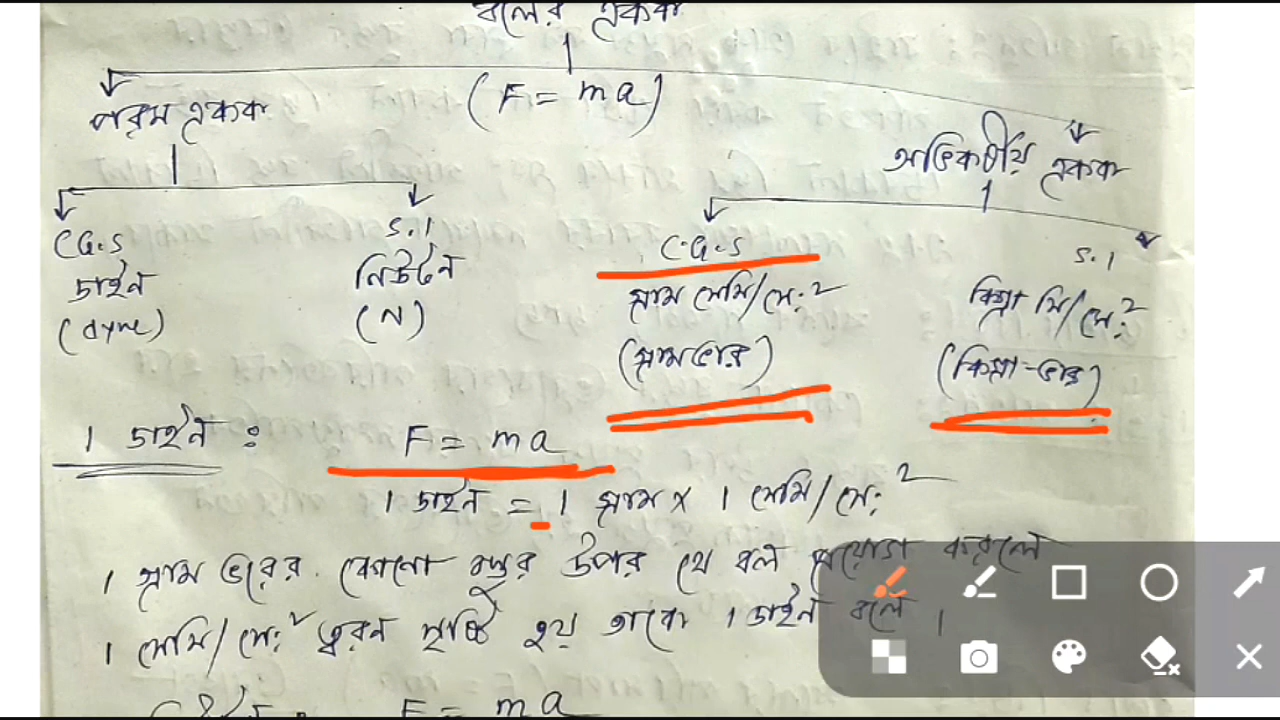 বলের একক
(F = ma)
পরম একক
অভিকর্ষীয় একক
C.G.S
ডাইন
(dyne)
S.I
নিউটন
(N)
C.G.S
গ্রাম সেমি/সে:²
(গ্রামভার)
S.I
কিগ্রা মি/সে:²
(কিগ্রা-ভার)
1 ডাইন :
F = ma
1 ডাইন = 1 গ্রাম x 1 সেমি/সে:²
1 গ্রাম ভরের কোনো বস্তুর উপর যে বল প্রয়োগ করলে
1 সেমি/সে:² ত্বরন সৃষ্টি হয় তাকে 1 ডাইন বলে।
F = ma